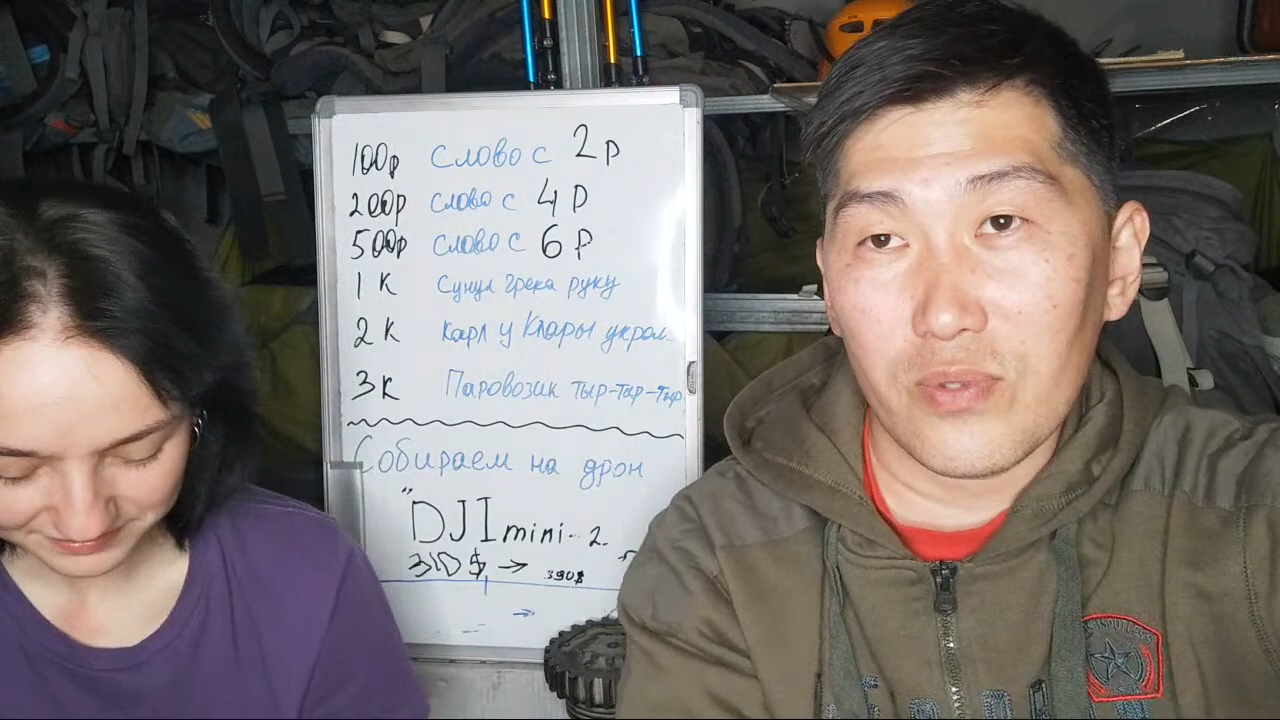 100р слово с 2 Р
200р слово с 4 Р
500р слово с 6 Р
1 К Сунул грека руку
2 К Карл у Клары украл..
3 К Паровозик тыр-тыр-тыр
Собираем на дрон
"DJI mini 2.
310$ → 390$